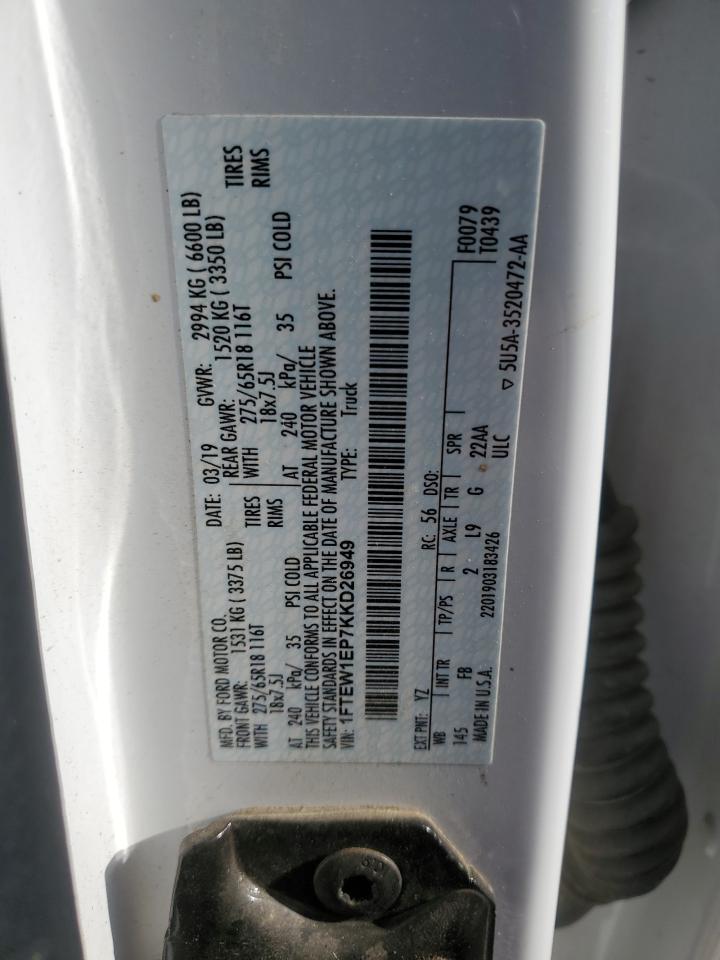 MFD. BY FORD MOTOR CO. DATE: 03/19 GVWR: 2994 KG ( 6600 LB)
FRONT GAWR: 1531 KG ( 3375 LB) REAR GAWR: 1520 KG ( 3350 LB)
WITH 275/65R18 116T TIRES WITH 275/65R18 116T TIRES
18x7.5J RIMS 18x7.5J RIMS
AT 240 kPa/ 35 PSI COLD AT 240 kPa/ 35 PSI COLD
THIS VEHICLE CONFORMS TO ALL APPLICABLE FEDERAL MOTOR VEHICLE
SAFETY STANDARDS IN EFFECT ON THE DATE OF MANUFACTURE SHOWN ABOVE.
VIN: 1FTEW1EP7KKD26949 TYPE: Truck
EXT PNT: YZ RC: 56 DSO: F0079
WB INT TR TP/PS R AXLE TR SPR T0439
145 FB 2 L9 G 22AA
MADE IN U.S.A. 2201903183426 ULC ▽ 5U5A-3520472-AA